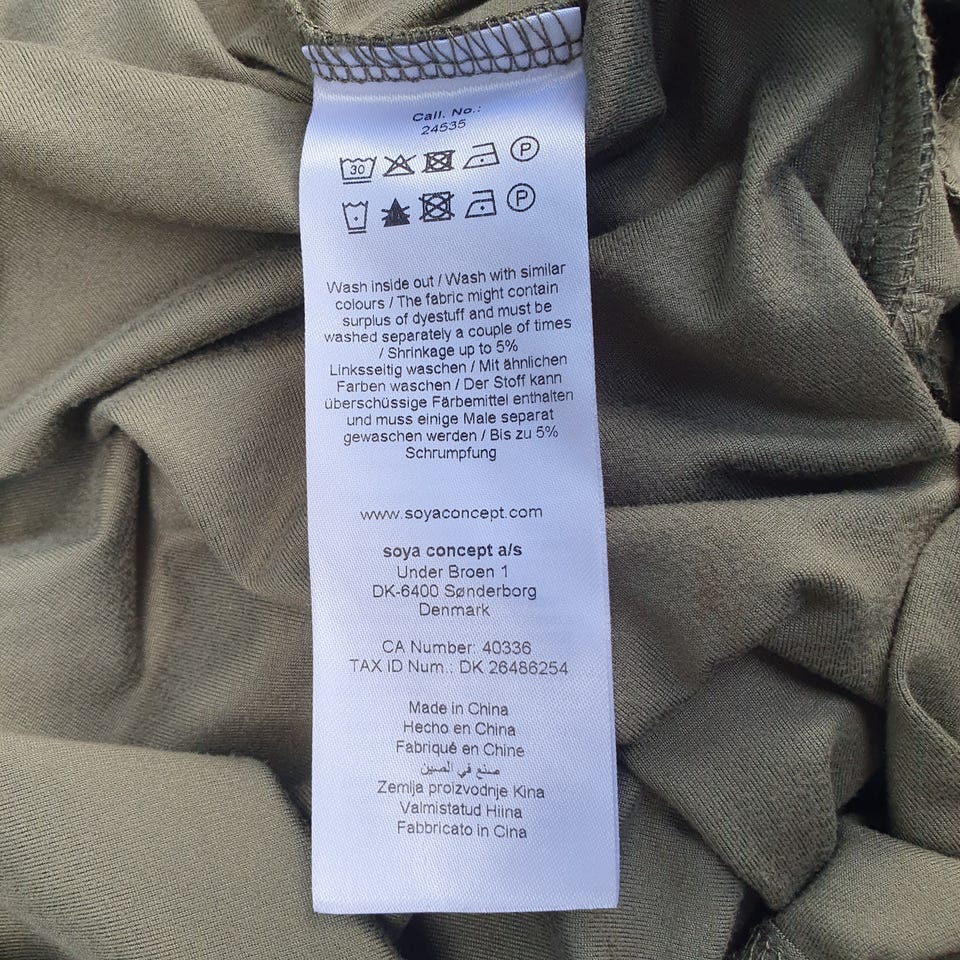 Call. No.:
24535
30
P
P
Wash inside out / Wash with similar
colours / The fabric might contain
surplus of dyestuff and must be
washed separately a couple of times
/ Shrinkage up to 5%
Linksseitig waschen / Mit ähnlichen
Farben waschen / Der Stoff kann
überschüssige Färbemittel enthalten
und muss einige Male separat
gewaschen werden / Bis zu 5%
Schrumpfung
www.soyaconcept.com
soya concept a/s
Under Broen 1
DK-6400 Sønderborg
Denmark
CA Number: 40336
TAX ID Num.: DK 26486254
Made in China
Hecho en China
Fabriqué en Chine
صنع في الصين
Zemlja proizvodnje Kina
Valmistatud Hiina
Fabbricato in Cina